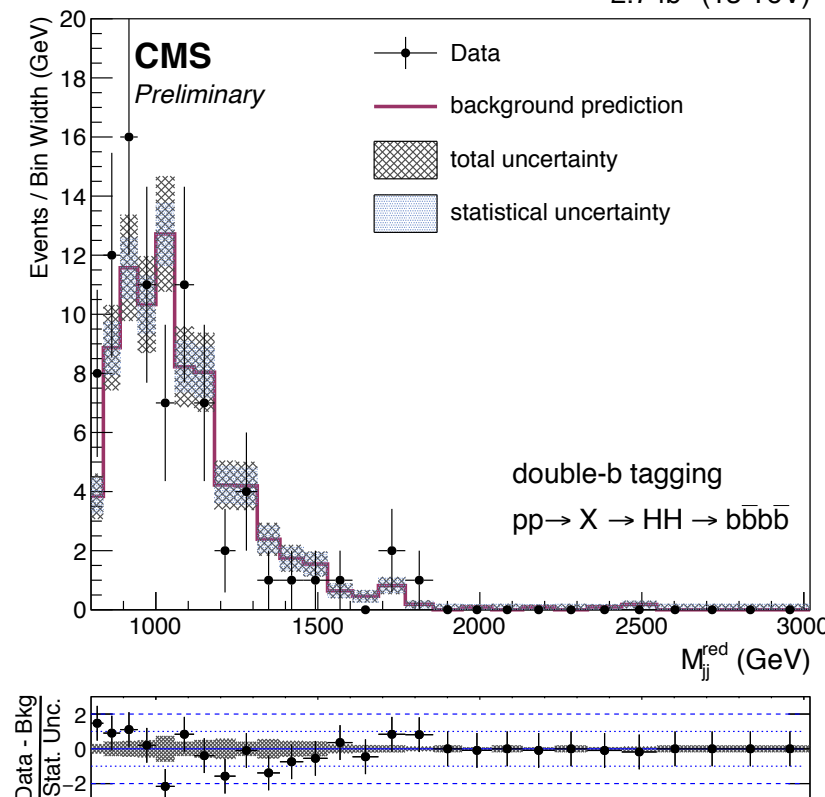 CMS
Preliminary
Data
background prediction
total uncertainty
statistical uncertainty
Events / Bin Width (GeV)
20
18
16
14
12
10
8
6
4
2
0
double-b tagging
pp→ X → HH → bb̅bb̅
1000
1500
2000
2500
3000
M_jj^red (GeV)
Data - Bkg
Stat. Unc.
2
0
−2